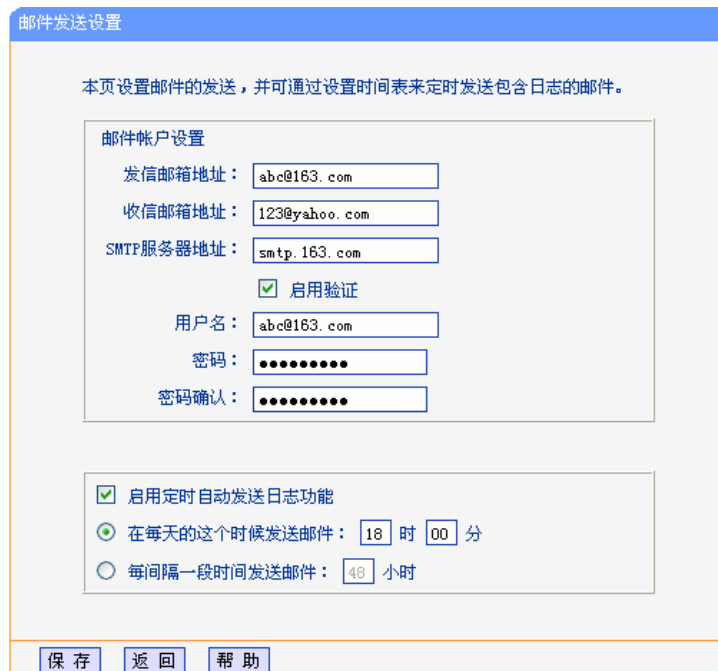 邮件发送设置
本页设置邮件的发送，并可通过设置时间表来定时发送包含日志的邮件。
邮件帐户设置
发信邮箱地址： abc@163.com
收信邮箱地址： 123@yahoo.com
SMTP服务器地址： smtp.163.com
启用验证
用户名： abc@163.com
密码： ●●●●●●●●●
密码确认： ●●●●●●●●●
启用定时自动发送日志功能
在每天的这个时候发送邮件： 18 时 00 分
每间隔一段时间发送邮件： 48 小时
保 存 返 回 帮 助